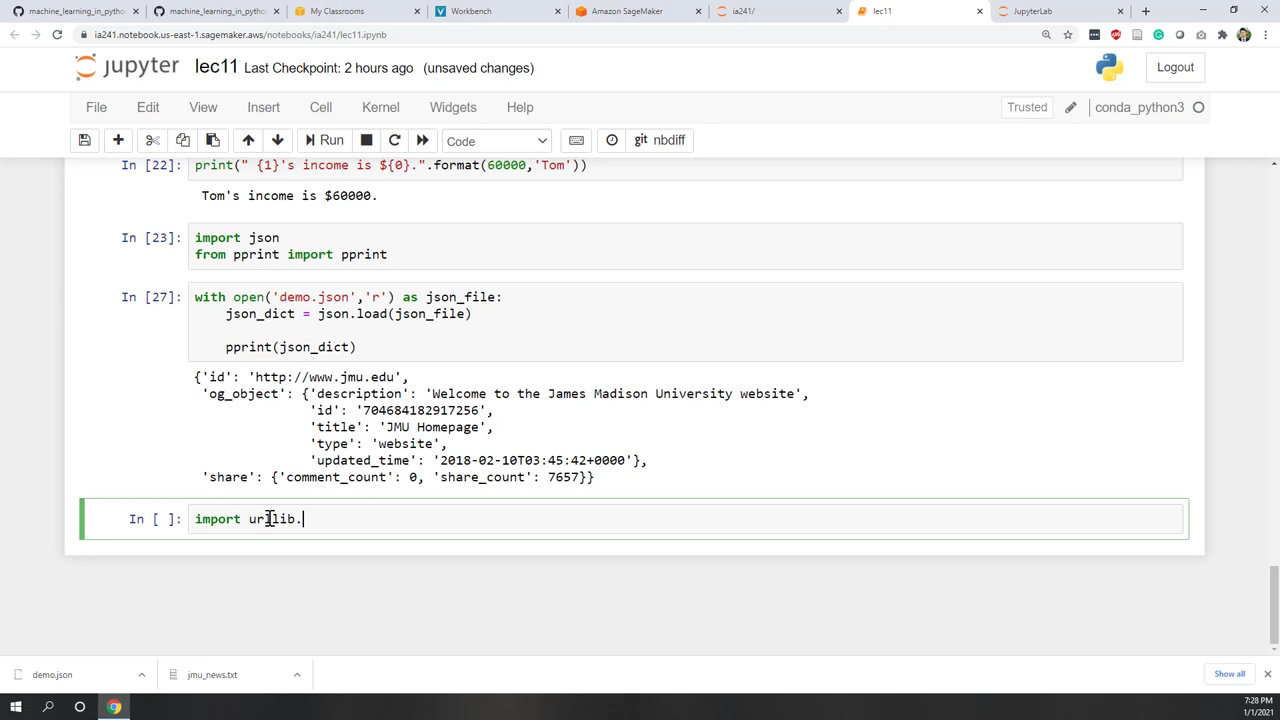 machine_learning_in_pytho
machine_learning_in_pytho
My Classrooms
Workbench
Amazon SageMaker
ia241/
lec11
JupyterLab
ia241.notebook.us-east-1.sagemaker.aws/notebooks/ia241/lec11.ipynb
jupyter lec11 Last Checkpoint: 2 hours ago (unsaved changes)
Logout
File Edit View Insert Cell Kernel Widgets Help
Trusted conda_python3
Run Code nbdiff
In [22]: print(" {1}'s income is ${0}.".format(60000,'Tom'))
Tom's income is $60000.
In [23]: import json
from pprint import pprint
In [27]: with open('demo.json','r') as json_file:
json_dict = json.load(json_file)
pprint(json_dict)
{'id': 'http://www.jmu.edu',
'og_object': {'description': 'Welcome to the James Madison University website',
'id': '704684182917256',
'title': 'JMU Homepage',
'type': 'website',
'updated_time': '2018-02-10T03:45:42+0000'},
'share': {'comment_count': 0, 'share_count': 7657}}
In [ ]: import urllib.
demo.json
jmu_news.txt
Show all
7:28 PM
1/1/2021